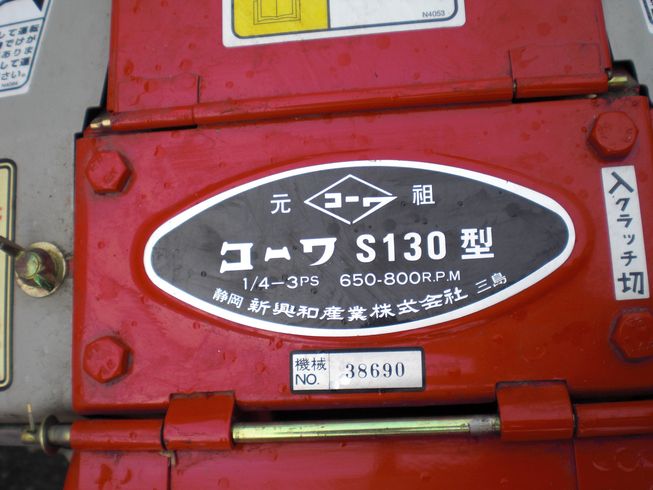 N4053
元 コーワ 祖
コーワ S130 型
1/4-3PS 650-800R.P.M
静岡 新興和産業株式会社 三島
機械 NO. 38690
入 クラッチ 切